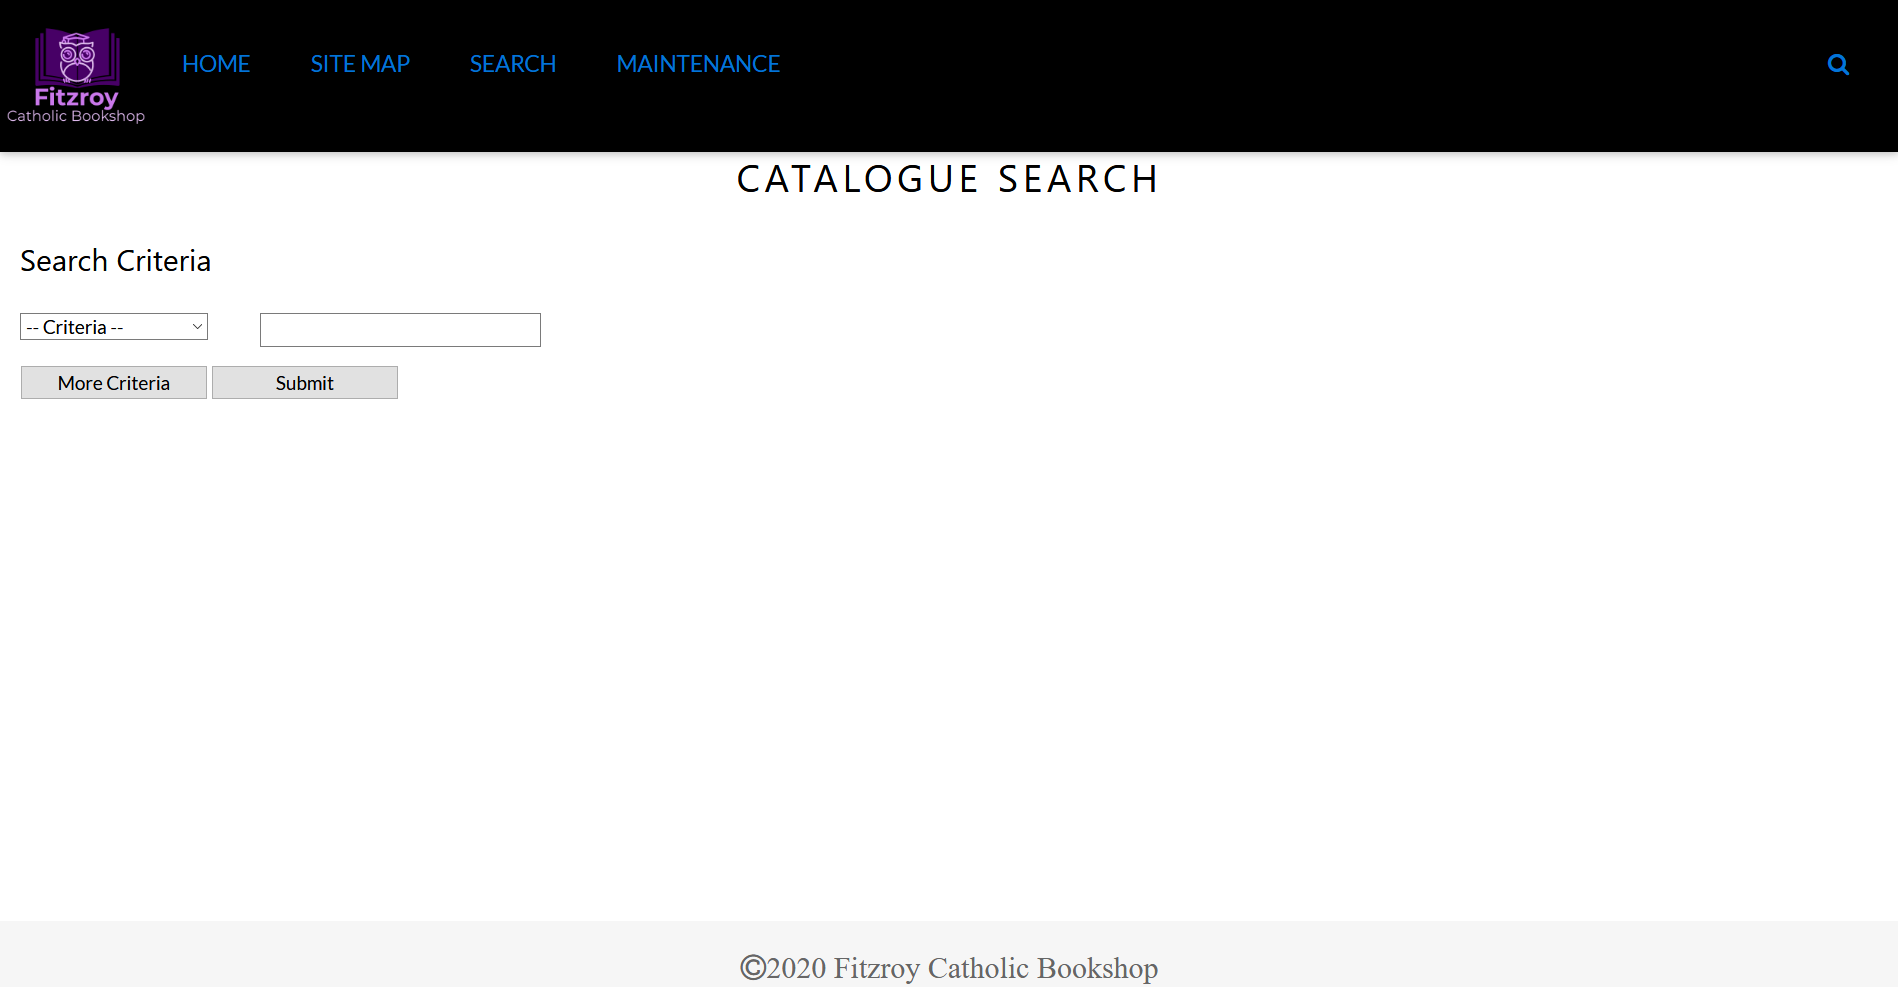 Fitzroy
Catholic Bookshop
HOME SITE MAP SEARCH MAINTENANCE
CATALOGUE SEARCH
Search Criteria
-- Criteria --
More Criteria Submit
©2020 Fitzroy Catholic Bookshop